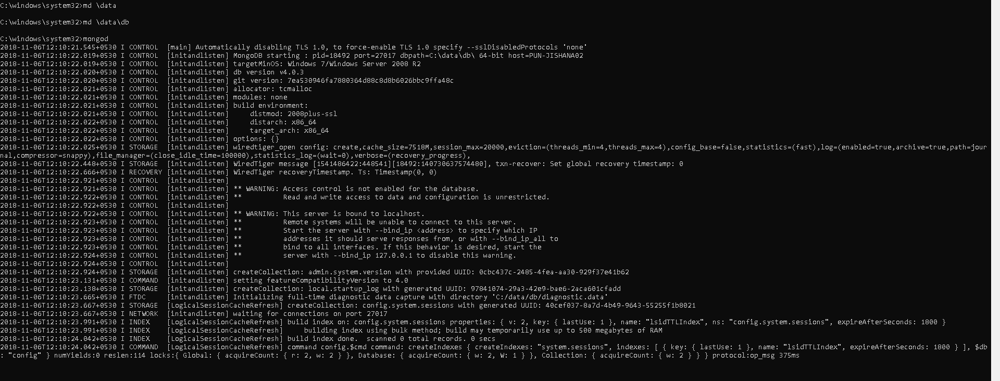 C:\windows\system32>md \data
C:\windows\system32>md \data\db
C:\windows\system32>mongod
2018-11-06T12:10:21.545+0530 I CONTROL  [main] Automatically disabling TLS 1.0, to force-enable TLS 1.0 specify --sslDisabledProtocols 'none'
2018-11-06T12:10:22.019+0530 I CONTROL  [initandlisten] MongoDB starting : pid=18492 port=27017 dbpath=C:\data\db\ 64-bit host=PUN-JISHANA02
2018-11-06T12:10:22.019+0530 I CONTROL  [initandlisten] targetMinOS: Windows 7/Windows Server 2008 R2
2018-11-06T12:10:22.020+0530 I CONTROL  [initandlisten] db version v4.0.3
2018-11-06T12:10:22.020+0530 I CONTROL  [initandlisten] git version: 7ea530946fa7880364d88c8d8b6026bbc9ffa48c
2018-11-06T12:10:22.021+0530 I CONTROL  [initandlisten] allocator: tcmalloc
2018-11-06T12:10:22.021+0530 I CONTROL  [initandlisten] modules: none
2018-11-06T12:10:22.021+0530 I CONTROL  [initandlisten] build environment:
2018-11-06T12:10:22.021+0530 I CONTROL  [initandlisten]     distmod: 2008plus-ssl
2018-11-06T12:10:22.022+0530 I CONTROL  [initandlisten]     distarch: x86_64
2018-11-06T12:10:22.022+0530 I CONTROL  [initandlisten]     target_arch: x86_64
2018-11-06T12:10:22.022+0530 I CONTROL  [initandlisten] options: {}
2018-11-06T12:10:22.025+0530 I STORAGE  [initandlisten] wiredtiger_open config: create,cache_size=7518M,session_max=20000,eviction=(threads_min=4,threads_max=4),config_base=false,statistics=(fast),log=(enabled=true,archive=true,path=jour
nal,compressor=snappy),file_manager=(close_idle_time=100000),statistics_log=(wait=0),verbose=(recovery_progress),
2018-11-06T12:10:22.448+0530 I STORAGE  [initandlisten] WiredTiger message [1541486422:448541][18492:140730637574480], txn-recover: Set global recovery timestamp: 0
2018-11-06T12:10:22.666+0530 I RECOVERY [initandlisten] WiredTiger recoveryTimestamp. Ts: Timestamp(0, 0)
2018-11-06T12:10:22.921+0530 I CONTROL  [initandlisten]
2018-11-06T12:10:22.921+0530 I CONTROL  [initandlisten] ** WARNING: Access control is not enabled for the database.
2018-11-06T12:10:22.922+0530 I CONTROL  [initandlisten] **          Read and write access to data and configuration is unrestricted.
2018-11-06T12:10:22.922+0530 I CONTROL  [initandlisten]
2018-11-06T12:10:22.922+0530 I CONTROL  [initandlisten] ** WARNING: This server is bound to localhost.
2018-11-06T12:10:22.923+0530 I CONTROL  [initandlisten] **          Remote systems will be unable to connect to this server.
2018-11-06T12:10:22.923+0530 I CONTROL  [initandlisten] **          Start the server with --bind_ip <address> to specify which IP
2018-11-06T12:10:22.923+0530 I CONTROL  [initandlisten] **          addresses it should serve responses from, or with --bind_ip_all to
2018-11-06T12:10:22.923+0530 I CONTROL  [initandlisten] **          bind to all interfaces. If this behavior is desired, start the
2018-11-06T12:10:22.924+0530 I CONTROL  [initandlisten] **          server with --bind_ip 127.0.0.1 to disable this warning.
2018-11-06T12:10:22.924+0530 I CONTROL  [initandlisten]
2018-11-06T12:10:22.924+0530 I STORAGE  [initandlisten] createCollection: admin.system.version with provided UUID: 0cbc437c-2485-4fea-aa30-929f37e41b62
2018-11-06T12:10:23.131+0530 I COMMAND  [initandlisten] setting featureCompatibilityVersion to 4.0
2018-11-06T12:10:23.138+0530 I STORAGE  [initandlisten] createCollection: local.startup_log with generated UUID: 97841074-29a3-42e9-bae6-2aca601cfadd
2018-11-06T12:10:23.665+0530 I FTDC     [initandlisten] Initializing full-time diagnostic data capture with directory 'C:/data/db/diagnostic.data'
2018-11-06T12:10:23.667+0530 I STORAGE  [LogicalSessionCacheRefresh] createCollection: config.system.sessions with generated UUID: 40cef037-8a7d-4b49-9643-55255f1b8021
2018-11-06T12:10:23.667+0530 I NETWORK  [initandlisten] waiting for connections on port 27017
2018-11-06T12:10:23.991+0530 I INDEX    [LogicalSessionCacheRefresh] build index on: config.system.sessions properties: { v: 2, key: { lastUse: 1 }, name: "lsidTTLIndex", ns: "config.system.sessions", expireAfterSeconds: 1800 }
2018-11-06T12:10:23.991+0530 I INDEX    [LogicalSessionCacheRefresh]     building index using bulk method; build may temporarily use up to 500 megabytes of RAM
2018-11-06T12:10:24.042+0530 I INDEX    [LogicalSessionCacheRefresh] build index done.  scanned 0 total records. 0 secs
2018-11-06T12:10:24.042+0530 I COMMAND  [LogicalSessionCacheRefresh] command config.$cmd command: createIndexes { createIndexes: "system.sessions", indexes: [ { key: { lastUse: 1 }, name: "lsidTTLIndex", expireAfterSeconds: 1800 } ], $db
: "config" } numYields:0 reslen:114 locks:{ Global: { acquireCount: { r: 2, w: 2 } }, Database: { acquireCount: { w: 2, W: 1 } }, Collection: { acquireCount: { w: 2 } } } protocol:op_msg 375ms